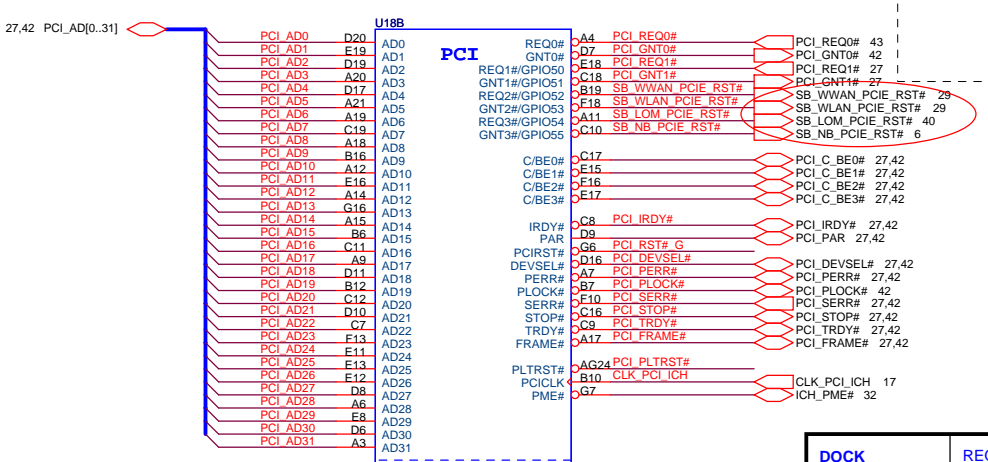 U18B
27,42 PCI_AD[0..31]
PCI
PCI_AD0 D20 AD0
PCI_AD1 E19 AD1
PCI_AD2 D19 AD2
PCI_AD3 A20 AD3
PCI_AD4 D17 AD4
PCI_AD5 A21 AD5
PCI_AD6 A19 AD6
PCI_AD7 C19 AD7
PCI_AD8 A18 AD8
PCI_AD9 B16 AD9
PCI_AD10 A12 AD10
PCI_AD11 E16 AD11
PCI_AD12 A14 AD12
PCI_AD13 G16 AD13
PCI_AD14 A15 AD14
PCI_AD15 B6 AD15
PCI_AD16 C11 AD16
PCI_AD17 A9 AD17
PCI_AD18 D11 AD18
PCI_AD19 B12 AD19
PCI_AD20 C12 AD20
PCI_AD21 D10 AD21
PCI_AD22 C7 AD22
PCI_AD23 F13 AD23
PCI_AD24 E11 AD24
PCI_AD25 E13 AD25
PCI_AD26 E12 AD26
PCI_AD27 D8 AD27
PCI_AD28 A6 AD28
PCI_AD29 E8 AD29
PCI_AD30 D6 AD30
PCI_AD31 A3 AD31
REQ0# A4 PCI_REQ0# PCI_REQ0# 43
GNT0# D7 PCI_GNT0# PCI_GNT0# 42
REQ1#/GPIO50 E18 PCI_REQ1# PCI_REQ1# 27
GNT1#/GPIO51 C18 PCI_GNT1# PCI_GNT1# 27
REQ2#/GPIO52 B19 SB_WWAN_PCIE_RST# SB_WWAN_PCIE_RST# 29
GNT2#/GPIO53 F18 SB_WLAN_PCIE_RST# SB_WLAN_PCIE_RST# 29
REQ3#/GPIO54 A11 SB_LOM_PCIE_RST# SB_LOM_PCIE_RST# 40
GNT3#/GPIO55 C10 SB_NB_PCIE_RST# SB_NB_PCIE_RST# 6
C/BE0# C17 PCI_C_BE0# 27,42
C/BE1# E15 PCI_C_BE1# 27,42
C/BE2# F16 PCI_C_BE2# 27,42
C/BE3# E17 PCI_C_BE3# 27,42
IRDY# C8 PCI_IRDY# PCI_IRDY# 27,42
PAR D9 PCI_PAR 27,42
PCIRST# G6 PCI_RST#_G
DEVSEL# D16 PCI_DEVSEL# PCI_DEVSEL# 27,42
PERR# A7 PCI_PERR# PCI_PERR# 27,42
PLOCK# B7 PCI_PLOCK# PCI_PLOCK# 42
SERR# F10 PCI_SERR# PCI_SERR# 27,42
STOP# C16 PCI_STOP# PCI_STOP# 27,42
TRDY# C9 PCI_TRDY# PCI_TRDY# 27,42
FRAME# A17 PCI_FRAME# PCI_FRAME# 27,42
PLTRST# AG24 PCI_PLTRST#
PCICLK B10 CLK_PCI_ICH CLK_PCI_ICH 17
PME# G7 ICH_PME# 32
DOCK